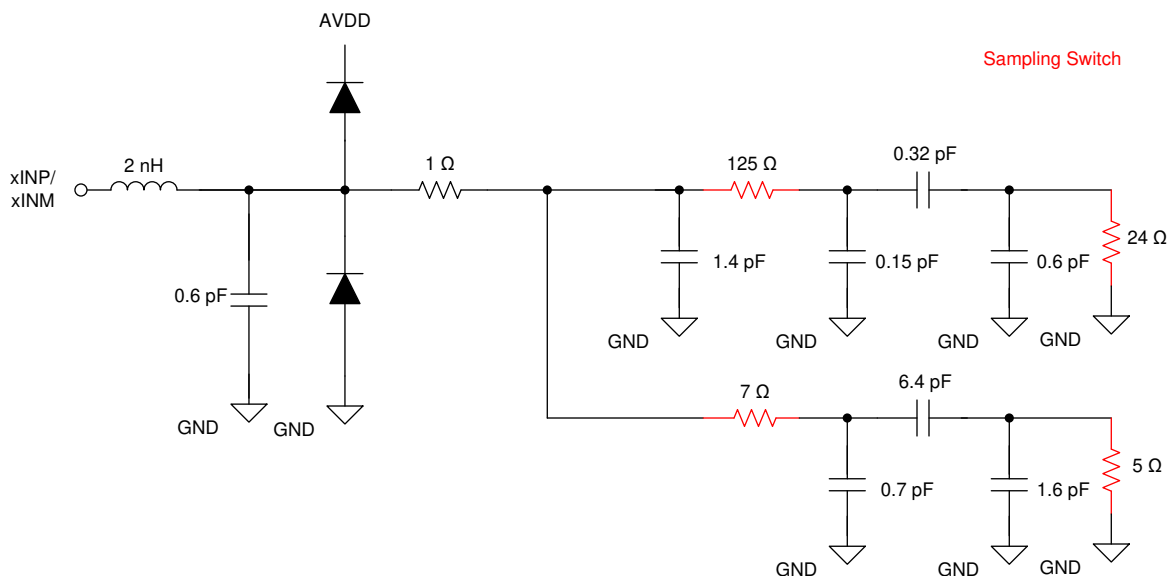 AVDD
Sampling Switch
xINP/
xINM
2 nH
1 Ω
125 Ω
0.32 pF
24 Ω
0.6 pF
1.4 pF
0.15 pF
0.6 pF
GND
GND
GND
GND
7 Ω
6.4 pF
GND
GND
5 Ω
0.7 pF
1.6 pF
GND
GND
GND